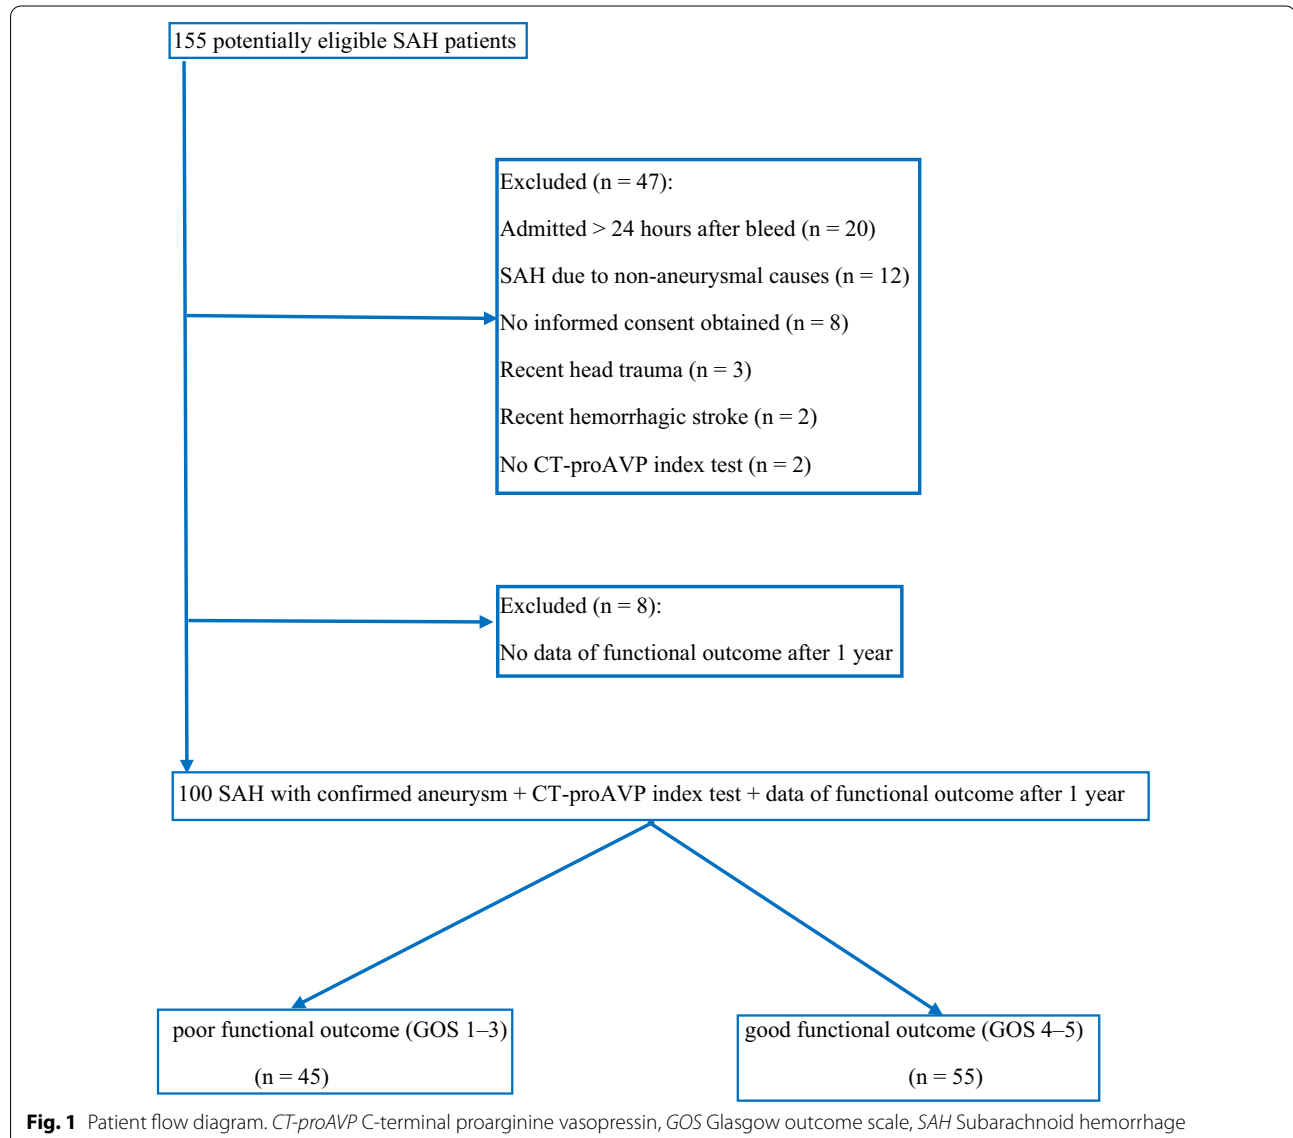 155 potentially eligible SAH patients
Excluded (n = 47):
Admitted > 24 hours after bleed (n = 20)
SAH due to non-aneurysmal causes (n = 12)
No informed consent obtained (n = 8)
Recent head trauma (n = 3)
Recent hemorrhagic stroke (n = 2)
No CT-proAVP index test (n = 2)
Excluded (n = 8):
No data of functional outcome after 1 year
100 SAH with confirmed aneurysm + CT-proAVP index test + data of functional outcome after 1 year
poor functional outcome (GOS 1–3)
(n = 45)
good functional outcome (GOS 4–5)
(n = 55)
Fig. 1 Patient flow diagram. CT-proAVP C-terminal proarginine vasopressin, GOS Glasgow outcome scale, SAH Subarachnoid hemorrhage